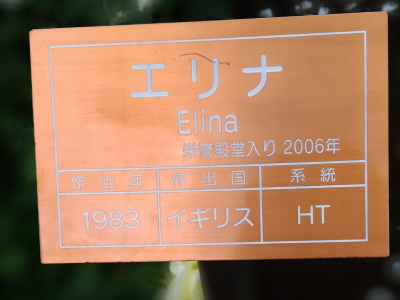 エリナ
Elina
栄誉殿堂入り 2006年
作出年 作出国 系統
1983 イギリス HT